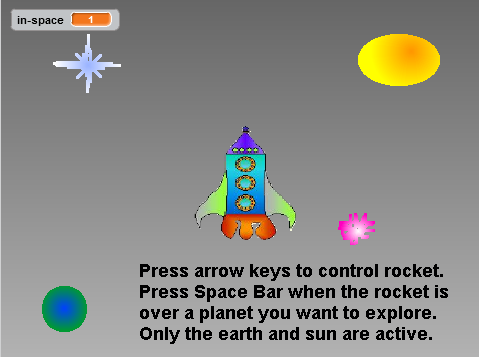 in-space 1
Press arrow keys to control rocket.
Press Space Bar when the rocket is
over a planet you want to explore.
Only the earth and sun are active.